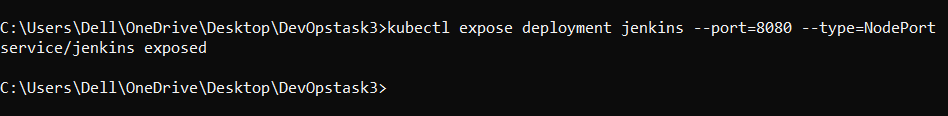 C:\Users\Dell\OneDrive\Desktop\DevOpstask3>kubectl expose deployment jenkins --port=8080 --type=NodePort
service/jenkins exposed
C:\Users\Dell\OneDrive\Desktop\DevOpstask3>